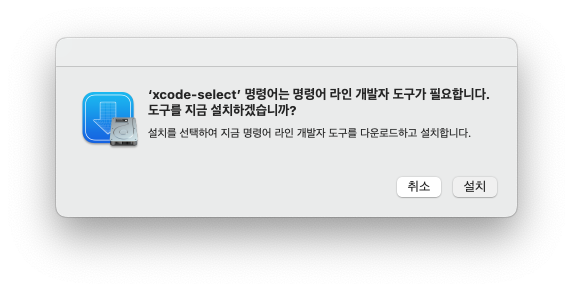 ‘xcode-select’ 명령어는 명령어 라인 개발자 도구가 필요합니다.
도구를 지금 설치하겠습니까?
설치를 선택하여 지금 명령어 라인 개발자 도구를 다운로드하고 설치합니다.
취소 설치